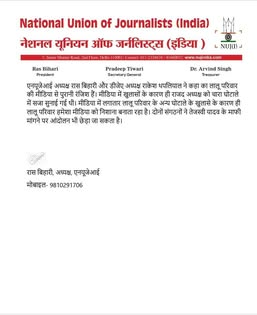 National Union of Journalists (India)
नेशनल यूनियन ऑफ जर्नलिस्ट्स (इंडिया )
NUJ(I)
www.nujindia.com
Ras Bihari
President
Pradeep Tiwari
Secretary General
Dr. Arvind Singh
Treasurer
एनयूजेआई अध्यक्ष रास बिहारी और डीजेए अध्यक्ष राकेश थपलियाल ने कहा का लालू परिवार
की मीडिया से पुरानी रंजिश हैं। मीडिया में खुलासों के कारण ही राजद अध्यक्ष को चारा घोटाले
में सजा सुनाई गई थी। मीडिया में लगातार लालू परिवार के अन्य घोटाले के खुलासे के कारण ही
लालू परिवार हमेशा मीडिया को निशाना बनाता रहा है। दोनों संगठनों ने तेजस्वी यादव के माफी
मांगने पर आंदोलन भी छेड़ा जा सकता है।
रास बिहारी, अध्यक्ष, एनयूजेआई
मोबाइल- 9810291706